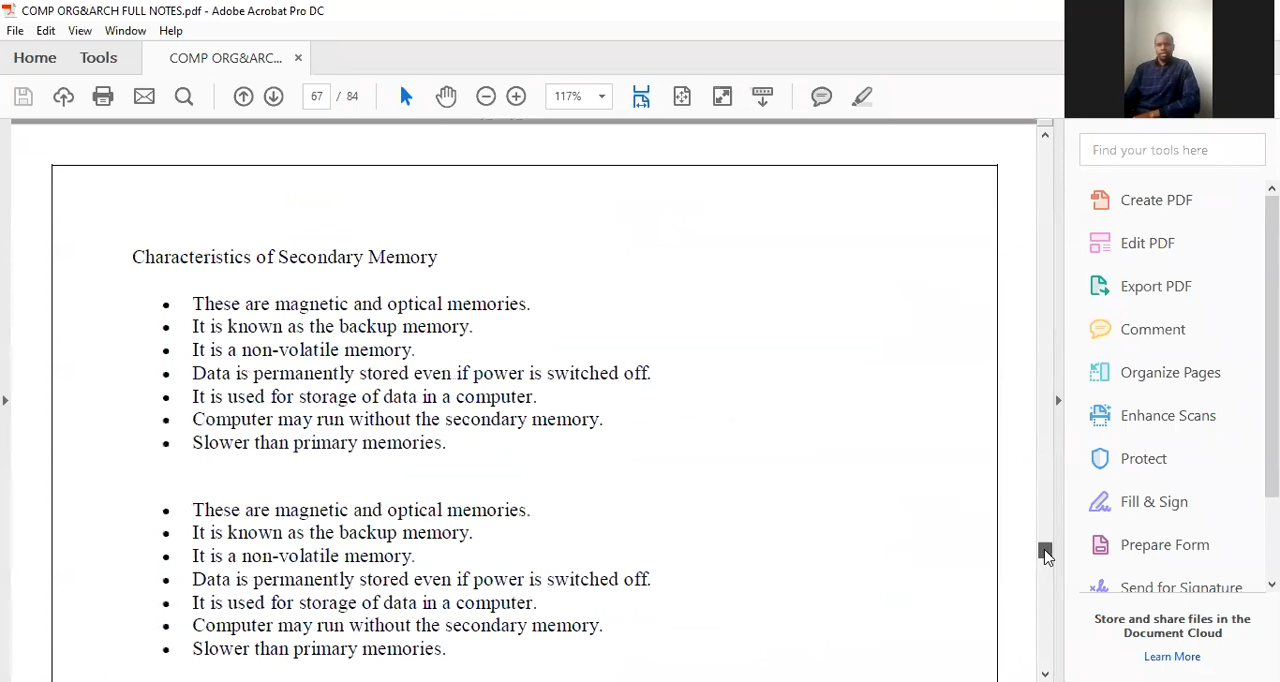 COMP ORG&ARCH FULL NOTES.pdf - Adobe Acrobat Pro DC
File Edit View Window Help
Home Tools COMP ORG&ARC... ×
67 / 84 117%
Characteristics of Secondary Memory
• These are magnetic and optical memories.
• It is known as the backup memory.
• It is a non-volatile memory.
• Data is permanently stored even if power is switched off.
• It is used for storage of data in a computer.
• Computer may run without the secondary memory.
• Slower than primary memories.
• These are magnetic and optical memories.
• It is known as the backup memory.
• It is a non-volatile memory.
• Data is permanently stored even if power is switched off.
• It is used for storage of data in a computer.
• Computer may run without the secondary memory.
• Slower than primary memories.
Find your tools here
Create PDF
Edit PDF
Export PDF
Comment
Organize Pages
Enhance Scans
Protect
Fill & Sign
Prepare Form
Send for Signature
Store and share files in the
Document Cloud
Learn More